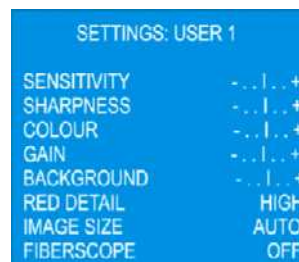 SETTINGS: USER 1
SENSITIVITY -..I..+
SHARPNESS -..I..+
COLOUR -..I..+
GAIN -..I..+
BACKGROUND -..I..+
RED DETAIL HIGH
IMAGE SIZE AUTO
FIBERSCOPE OFF